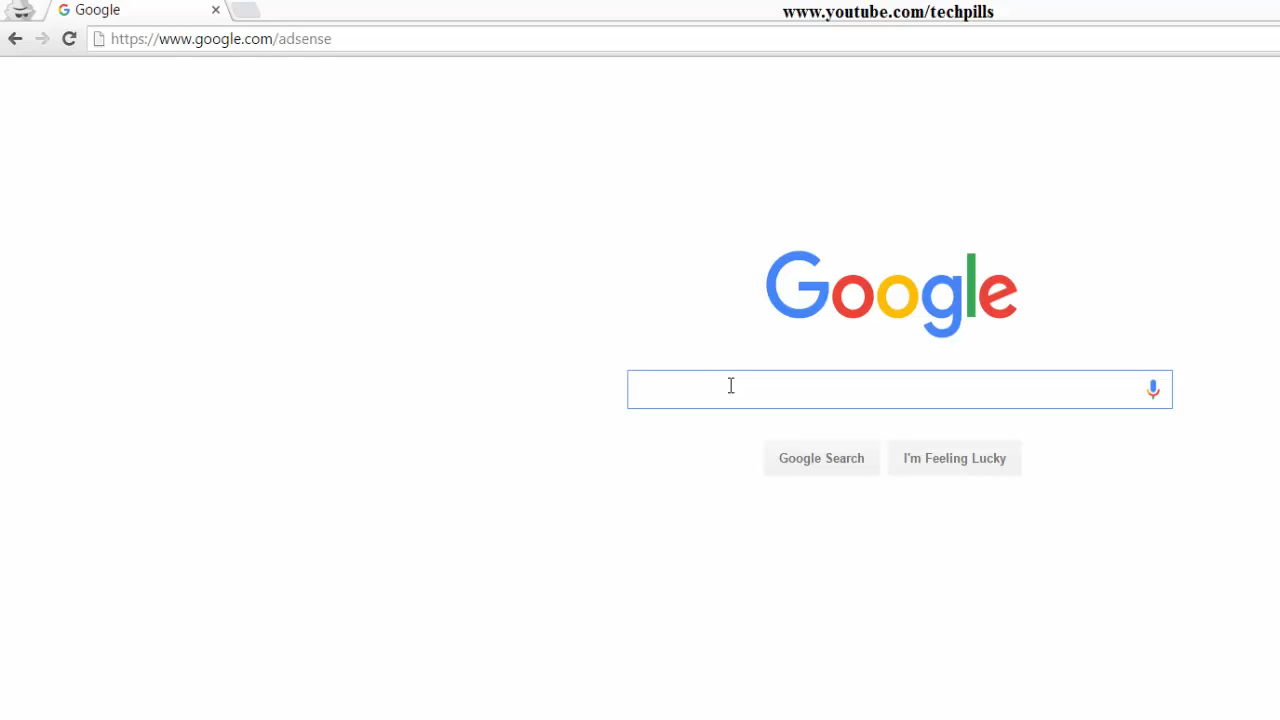 Google
www.youtube.com/techpills
https://www.google.com/adsense
Google
Google Search
I'm Feeling Lucky